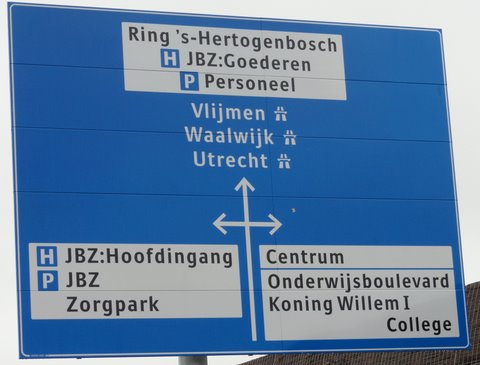 Ring 's-Hertogenbosch
H JBZ:Goederen
P Personeel
Vlijmen
Waalwijk
Utrecht
H JBZ:Hoofdingang
P JBZ
Zorgpark
Centrum
Onderwijsboulevard
Koning Willem I
College